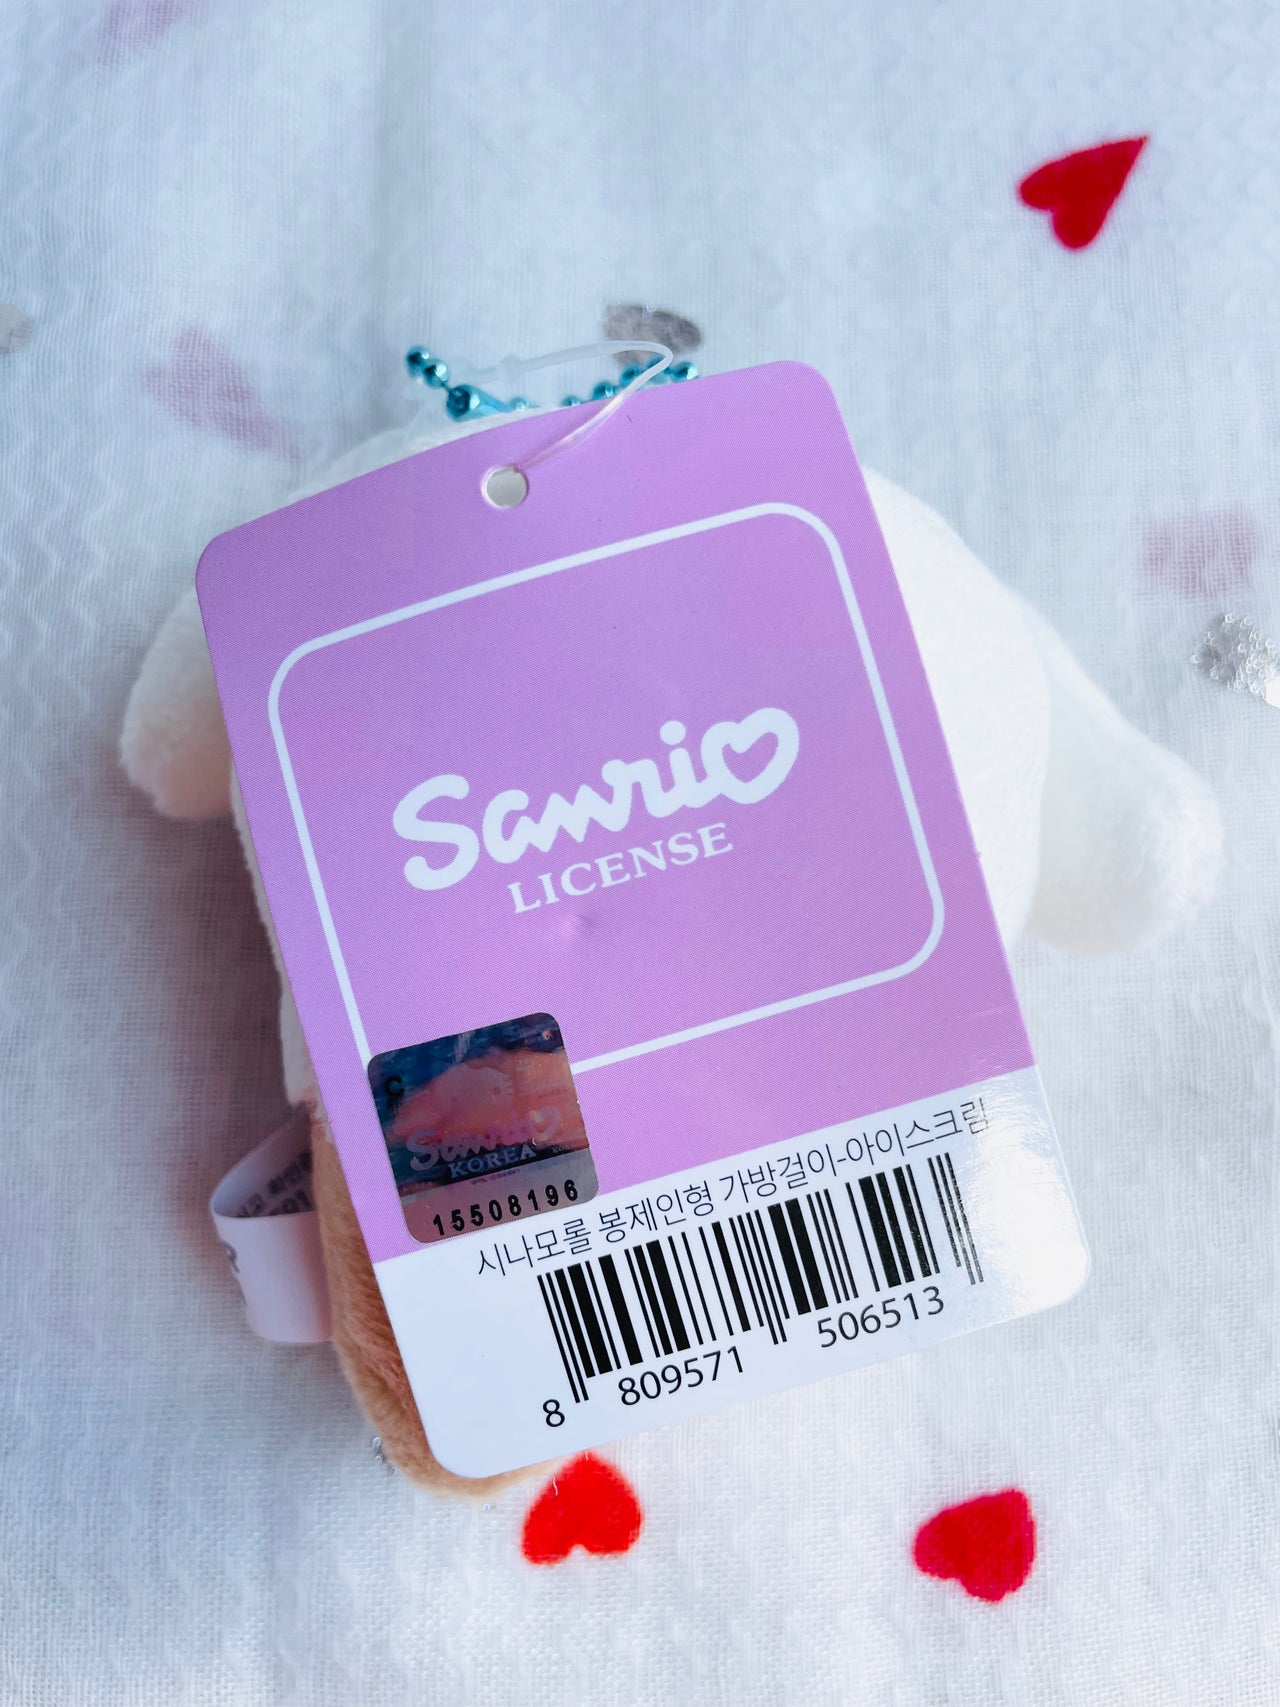 Sanrio
LICENSE
C
Sanrio
KOREA
15508196
시나모롤 봉제인형 가방걸이-아이스크림
8 809571 506513